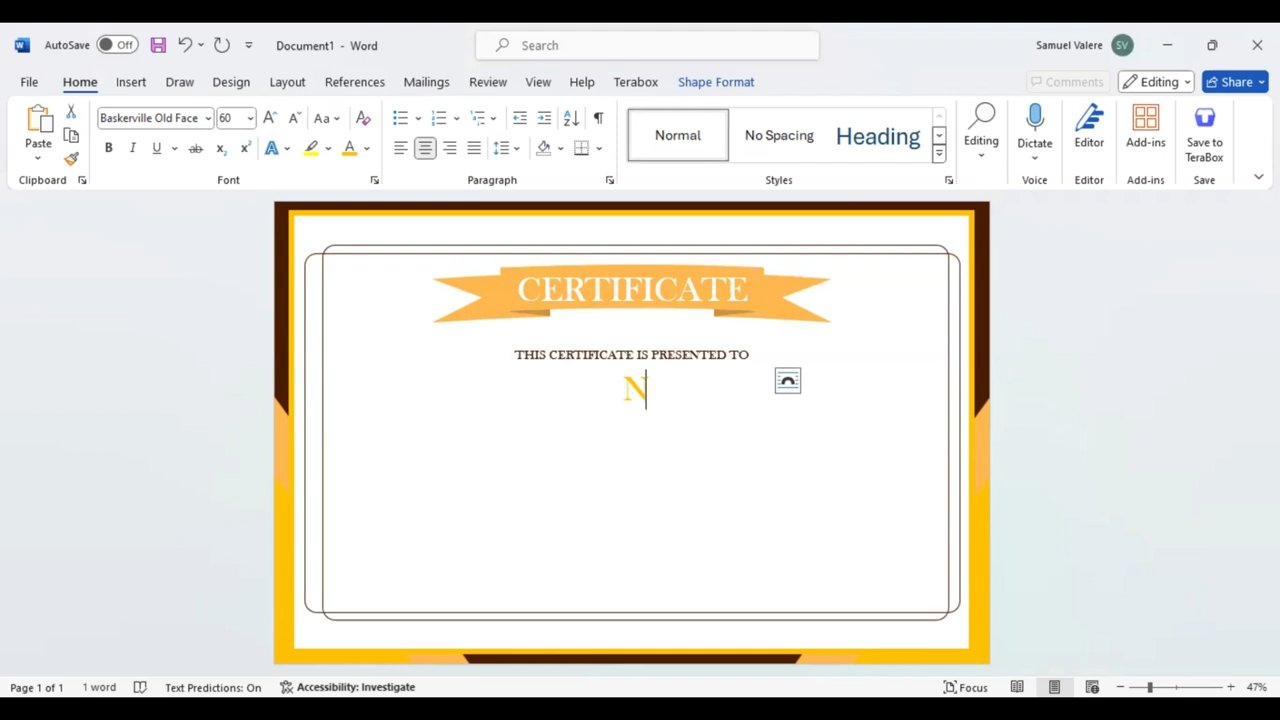 AutoSave Off Document1 - Word Search Samuel Valere SV
File Home Insert Draw Design Layout References Mailings Review View Help Terabox Shape Format Comments Editing Share
Paste Baskerville Old Face 60 Aa Normal No Spacing Heading Editing Dictate Editor Add-ins Save to TeraBox
Clipboard Font Paragraph Styles Voice Editor Add-ins Save
CERTIFICATE
THIS CERTIFICATE IS PRESENTED TO
N
Page 1 of 1 1 word Text Predictions: On Accessibility: Investigate Focus 47%